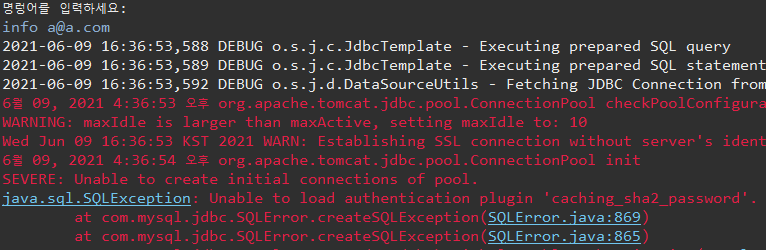 명렁어를 입력하세요:
info a@a.com
2021-06-09 16:36:53,588 DEBUG o.s.j.c.JdbcTemplate - Executing prepared SQL query
2021-06-09 16:36:53,589 DEBUG o.s.j.c.JdbcTemplate - Executing prepared SQL statement
2021-06-09 16:36:53,592 DEBUG o.s.j.d.DataSourceUtils - Fetching JDBC Connection from
6월 09, 2021 4:36:53 오후 org.apache.tomcat.jdbc.pool.ConnectionPool checkPoolConfigura
WARNING: maxIdle is larger than maxActive, setting maxIdle to: 10
Wed Jun 09 16:36:53 KST 2021 WARN: Establishing SSL connection without server's ident
6월 09, 2021 4:36:54 오후 org.apache.tomcat.jdbc.pool.ConnectionPool init
SEVERE: Unable to create initial connections of pool.
java.sql.SQLException: Unable to load authentication plugin 'caching_sha2_password'.
at com.mysql.jdbc.SQLError.createSQLException(SQLError.java:869)
at com.mysql.jdbc.SQLError.createSQLException(SQLError.java:865)